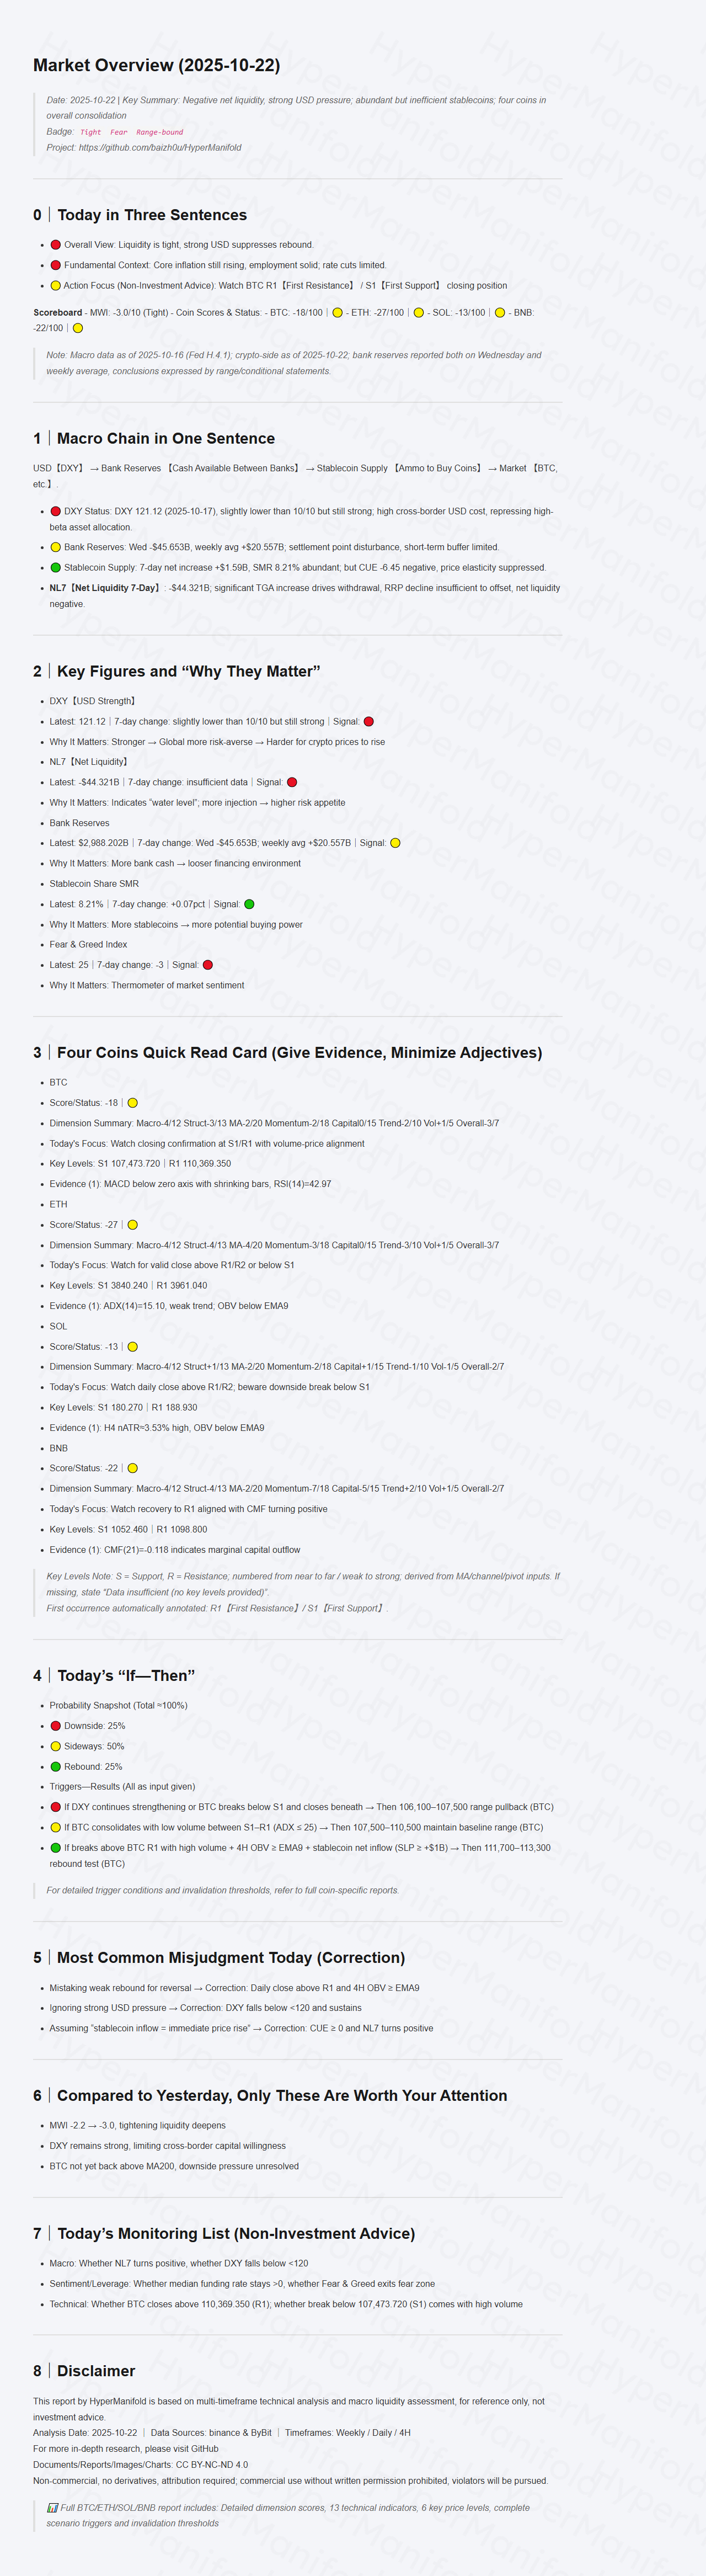 Market Overview (2025-10-22)
Date: 2025-10-22 | Key Summary: Negative net liquidity, strong USD pressure; abundant but inefficient stablecoins; four coins in
overall consolidation
Badge: Tight Fear Range-bound
Project: https://github.com/baizh0u/HyperManifold
0｜Today in Three Sentences
• 🔴 Overall View: Liquidity is tight, strong USD suppresses rebound.
• 🔴 Fundamental Context: Core inflation still rising, employment solid; rate cuts limited.
• 🟡 Action Focus (Non-Investment Advice): Watch BTC R1【First Resistance】 / S1【First Support】 closing position
Scoreboard - MWI: -3.0/10 (Tight) - Coin Scores & Status: - BTC: -18/100｜🟡 - ETH: -27/100｜🟡 - SOL: -13/100｜🟡 - BNB:
-22/100｜🟡
Note: Macro data as of 2025-10-16 (Fed H.4.1); crypto-side as of 2025-10-22; bank reserves reported both on Wednesday and
weekly average, conclusions expressed by range/conditional statements.
1｜Macro Chain in One Sentence
USD【DXY】 → Bank Reserves 【Cash Available Between Banks】 → Stablecoin Supply 【Ammo to Buy Coins】 → Market 【BTC,
etc.】.
• 🔴 DXY Status: DXY 121.12 (2025-10-17), slightly lower than 10/10 but still strong; high cross-border USD cost, repressing high-
beta asset allocation.
• 🟡 Bank Reserves: Wed -$45.653B, weekly avg +$20.557B; settlement point disturbance, short-term buffer limited.
• 🟢 Stablecoin Supply: 7-day net increase +$1.59B, SMR 8.21% abundant; but CUE -6.45 negative, price elasticity suppressed.
• NL7【Net Liquidity 7-Day】: -$44.321B; significant TGA increase drives withdrawal, RRP decline insufficient to offset, net liquidity
negative.
2｜Key Figures and “Why They Matter”
• DXY【USD Strength】
• Latest: 121.12｜7-day change: slightly lower than 10/10 but still strong｜Signal: 🔴
• Why It Matters: Stronger → Global more risk-averse → Harder for crypto prices to rise
• NL7【Net Liquidity】
• Latest: -$44.321B｜7-day change: insufficient data｜Signal: 🔴
• Why It Matters: Indicates “water level”; more injection → higher risk appetite
• Bank Reserves
• Latest: $2,988.202B｜7-day change: Wed -$45.653B; weekly avg +$20.557B｜Signal: 🟡
• Why It Matters: More bank cash → looser financing environment
• Stablecoin Share SMR
• Latest: 8.21%｜7-day change: +0.07pct｜Signal: 🟢
• Why It Matters: More stablecoins → more potential buying power
• Fear & Greed Index
• Latest: 25｜7-day change: -3｜Signal: 🔴
• Why It Matters: Thermometer of market sentiment
3｜Four Coins Quick Read Card (Give Evidence, Minimize Adjectives)
• BTC
• Score/Status: -18｜🟡
• Dimension Summary: Macro-4/12 Struct-3/13 MA-2/20 Momentum-2/18 Capital0/15 Trend-2/10 Vol+1/5 Overall-3/7
• Today's Focus: Watch closing confirmation at S1/R1 with volume-price alignment
• Key Levels: S1 107,473.720｜R1 110,369.350
• Evidence (1): MACD below zero axis with shrinking bars, RSI(14)=42.97
• ETH
• Score/Status: -27｜🟡
• Dimension Summary: Macro-4/12 Struct-4/13 MA-4/20 Momentum-3/18 Capital0/15 Trend-3/10 Vol+1/5 Overall-3/7
• Today's Focus: Watch for valid close above R1/R2 or below S1
• Key Levels: S1 3840.240｜R1 3961.040
• Evidence (1): ADX(14)=15.10, weak trend; OBV below EMA9
• SOL
• Score/Status: -13｜🟡
• Dimension Summary: Macro-4/12 Struct+1/13 MA-2/20 Momentum-2/18 Capital+1/15 Trend-1/10 Vol-1/5 Overall-2/7
• Today's Focus: Watch daily close above R1/R2; beware downside break below S1
• Key Levels: S1 180.270｜R1 188.930
• Evidence (1): H4 nATR≈3.53% high, OBV below EMA9
• BNB
• Score/Status: -22｜🟡
• Dimension Summary: Macro-4/12 Struct-4/13 MA-2/20 Momentum-7/18 Capital-5/15 Trend+2/10 Vol+1/5 Overall-2/7
• Today's Focus: Watch recovery to R1 aligned with CMF turning positive
• Key Levels: S1 1052.460｜R1 1098.800
• Evidence (1): CMF(21)=-0.118 indicates marginal capital outflow
Key Levels Note: S = Support, R = Resistance; numbered from near to far / weak to strong; derived from MA/channel/pivot inputs. If
missing, state “Data insufficient (no key levels provided)”.
First occurrence automatically annotated: R1【First Resistance】/ S1【First Support】.
4｜Today’s “If—Then”
• Probability Snapshot (Total ≈100%)
• 🔴 Downside: 25%
• 🟡 Sideways: 50%
• 🟢 Rebound: 25%
• Triggers—Results (All as input given)
• 🔴 If DXY continues strengthening or BTC breaks below S1 and closes beneath → Then 106,100–107,500 range pullback (BTC)
• 🟡 If BTC consolidates with low volume between S1–R1 (ADX ≤ 25) → Then 107,500–110,500 maintain baseline range (BTC)
• 🟢 If breaks above BTC R1 with high volume + 4H OBV ≥ EMA9 + stablecoin net inflow (SLP ≥ +$1B) → Then 111,700–113,300
rebound test (BTC)
For detailed trigger conditions and invalidation thresholds, refer to full coin-specific reports.
5｜Most Common Misjudgment Today (Correction)
• Mistaking weak rebound for reversal → Correction: Daily close above R1 and 4H OBV ≥ EMA9
• Ignoring strong USD pressure → Correction: DXY falls below <120 and sustains
• Assuming “stablecoin inflow = immediate price rise” → Correction: CUE ≥ 0 and NL7 turns positive
6｜Compared to Yesterday, Only These Are Worth Your Attention
• MWI -2.2 → -3.0, tightening liquidity deepens
• DXY remains strong, limiting cross-border capital willingness
• BTC not yet back above MA200, downside pressure unresolved
7｜Today’s Monitoring List (Non-Investment Advice)
• Macro: Whether NL7 turns positive, whether DXY falls below <120
• Sentiment/Leverage: Whether median funding rate stays >0, whether Fear & Greed exits fear zone
• Technical: Whether BTC closes above 110,369.350 (R1); whether break below 107,473.720 (S1) comes with high volume
8｜Disclaimer
This report by HyperManifold is based on multi-timeframe technical analysis and macro liquidity assessment, for reference only, not
investment advice.
Analysis Date: 2025-10-22 ｜ Data Sources: binance & ByBit ｜ Timeframes: Weekly / Daily / 4H
For more in-depth research, please visit GitHub
Documents/Reports/Images/Charts: CC BY-NC-ND 4.0
Non-commercial, no derivatives, attribution required; commercial use without written permission prohibited, violators will be pursued.
📊 Full BTC/ETH/SOL/BNB report includes: Detailed dimension scores, 13 technical indicators, 6 key price levels, complete
scenario triggers and invalidation thresholds
HyperManifold